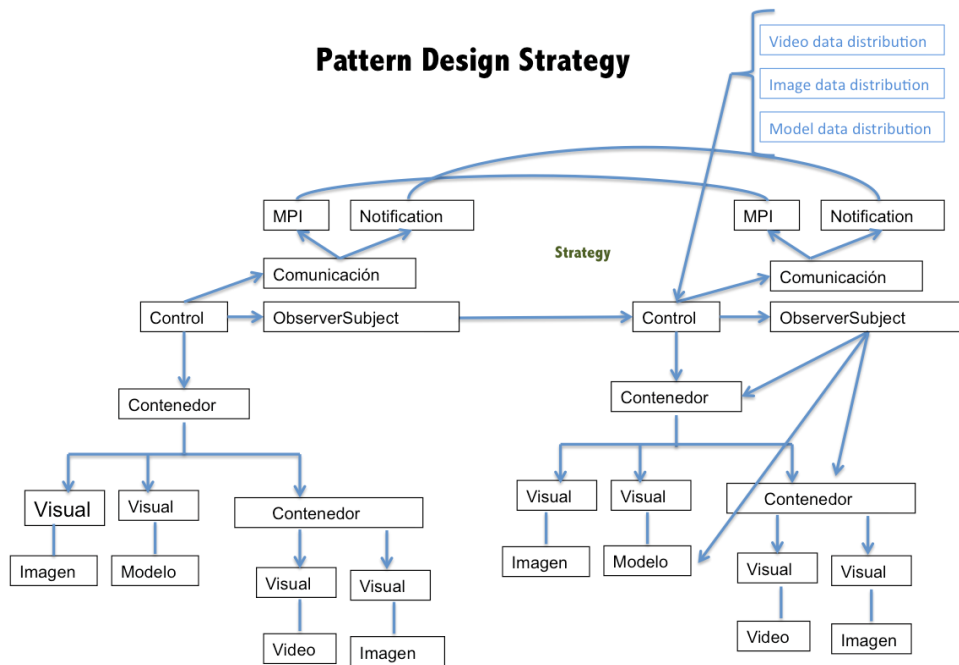 Pattern Design Strategy
Video data distribution
Image data distribution
Model data distribution
MPI
Notification
MPI
Notification
Strategy
Comunicación
Comunicación
Control
ObserverSubject
Control
ObserverSubject
Contenedor
Contenedor
Visual
Visual
Contenedor
Visual
Visual
Contenedor
Imagen
Modelo
Visual
Visual
Imagen
Modelo
Visual
Visual
Video
Imagen
Video
Imagen